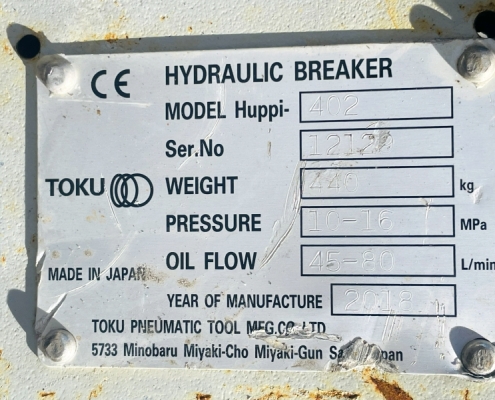 CE HYDRAULIC BREAKER
MODEL Huppi- 402
Ser.No
TOKU WEIGHT kg
PRESSURE 10-16 MPa
OIL FLOW 45-80 L/min
MADE IN JAPAN
YEAR OF MANUFACTURE
TOKU PNEUMATIC TOOL MFG.CO.,LTD
5733 Minobaru Miyaki-Cho Miyaki-Gun